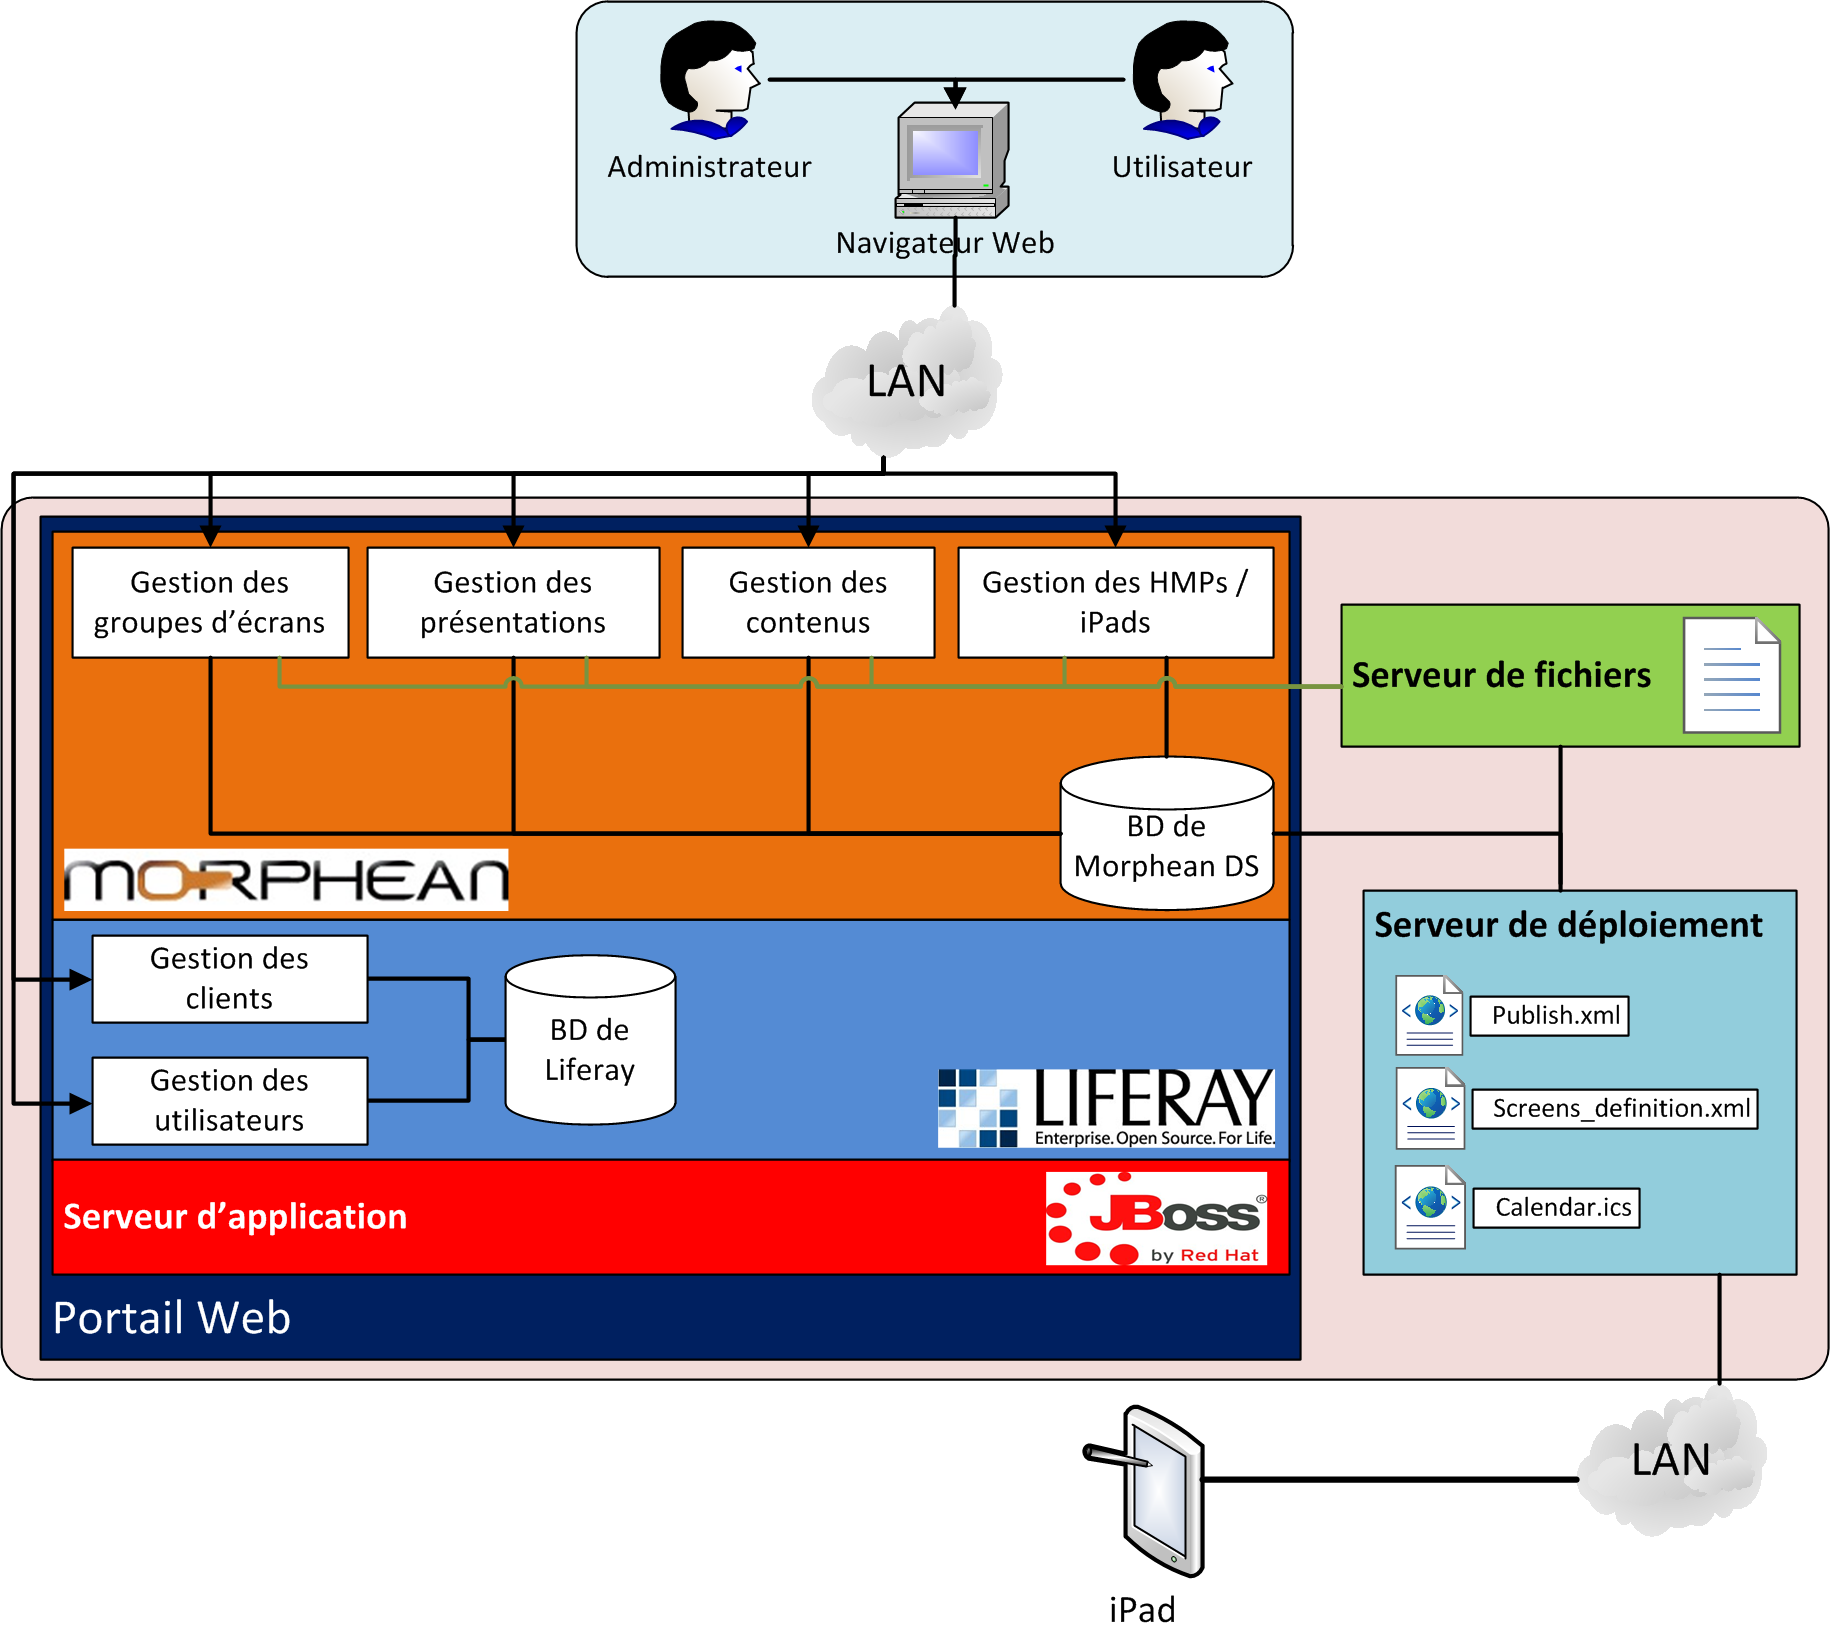 Administrateur
Utilisateur
Navigateur Web
LAN
Gestion des
groupes d'écrans
Gestion des
présentations
Gestion des
contenus
Gestion des HMPs /
iPads
Serveur de fichiers
BD de
Morphean DS
MORPHEAN
Serveur de déploiement
Publish.xml
Screens_definition.xml
Calendar.ics
Gestion des
clients
Gestion des
utilisateurs
BD de
Liferay
LIFERAY
Enterprise. Open Source. For Life.
Serveur d'application
JBoss®
by Red Hat
Portail Web
LAN
iPad